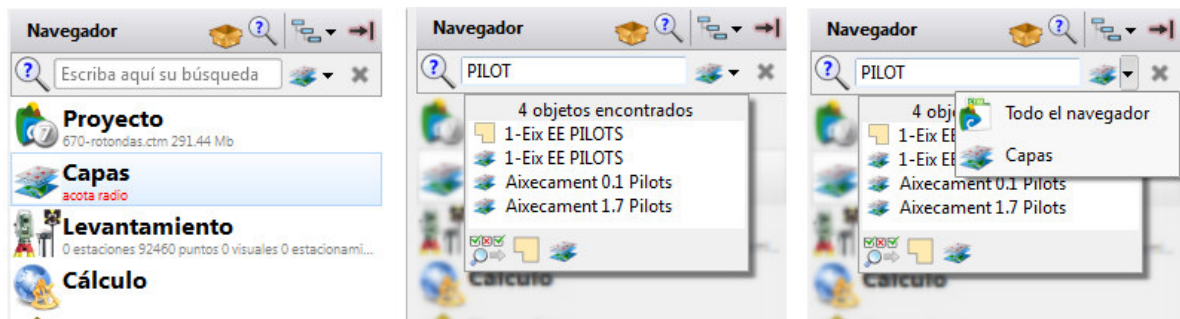 Navegador
Escriba aquí su búsqueda
Proyecto
670-rotondas.ctm 291.44 Mb
Capas
acota radio
Levantamiento
0 estaciones 92460 puntos 0 visuales 0 estacionami...
Cálculo
Navegador
PILOT
4 objetos encontrados
1-Eix EE PILOTS
1-Eix EE PILOTS
Aixecament 0.1 Pilots
Aixecament 1.7 Pilots
Cálculo
Navegador
PILOT
4 obj
Todo el navegador
1-Eix EE
Capas
1-Eix EE
Aixecament 0.1 Pilots
Aixecament 1.7 Pilots
Cálculo